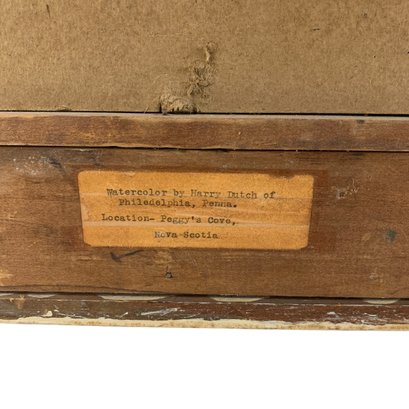 Watercolor by Harry Dutch of
Philadelphia, Penna.
Location- Peggy's Cove,
Nova Scotia